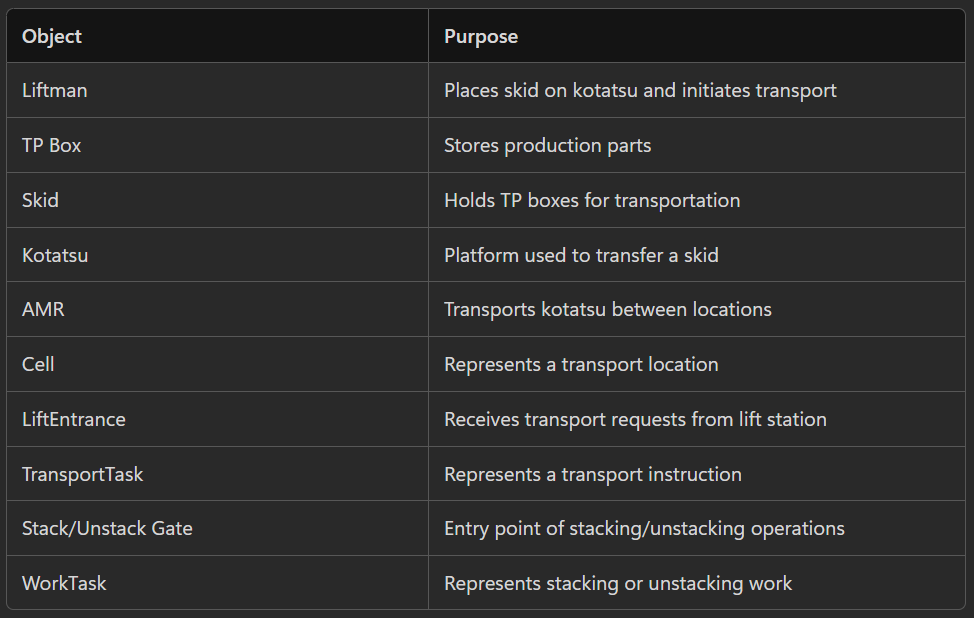 Object Purpose
Liftman Places skid on kotatsu and initiates transport
TP Box Stores production parts
Skid Holds TP boxes for transportation
Kotatsu Platform used to transfer a skid
AMR Transports kotatsu between locations
Cell Represents a transport location
LiftEntrance Receives transport requests from lift station
TransportTask Represents a transport instruction
Stack/Unstack Gate Entry point of stacking/unstacking operations
WorkTask Represents stacking or unstacking work